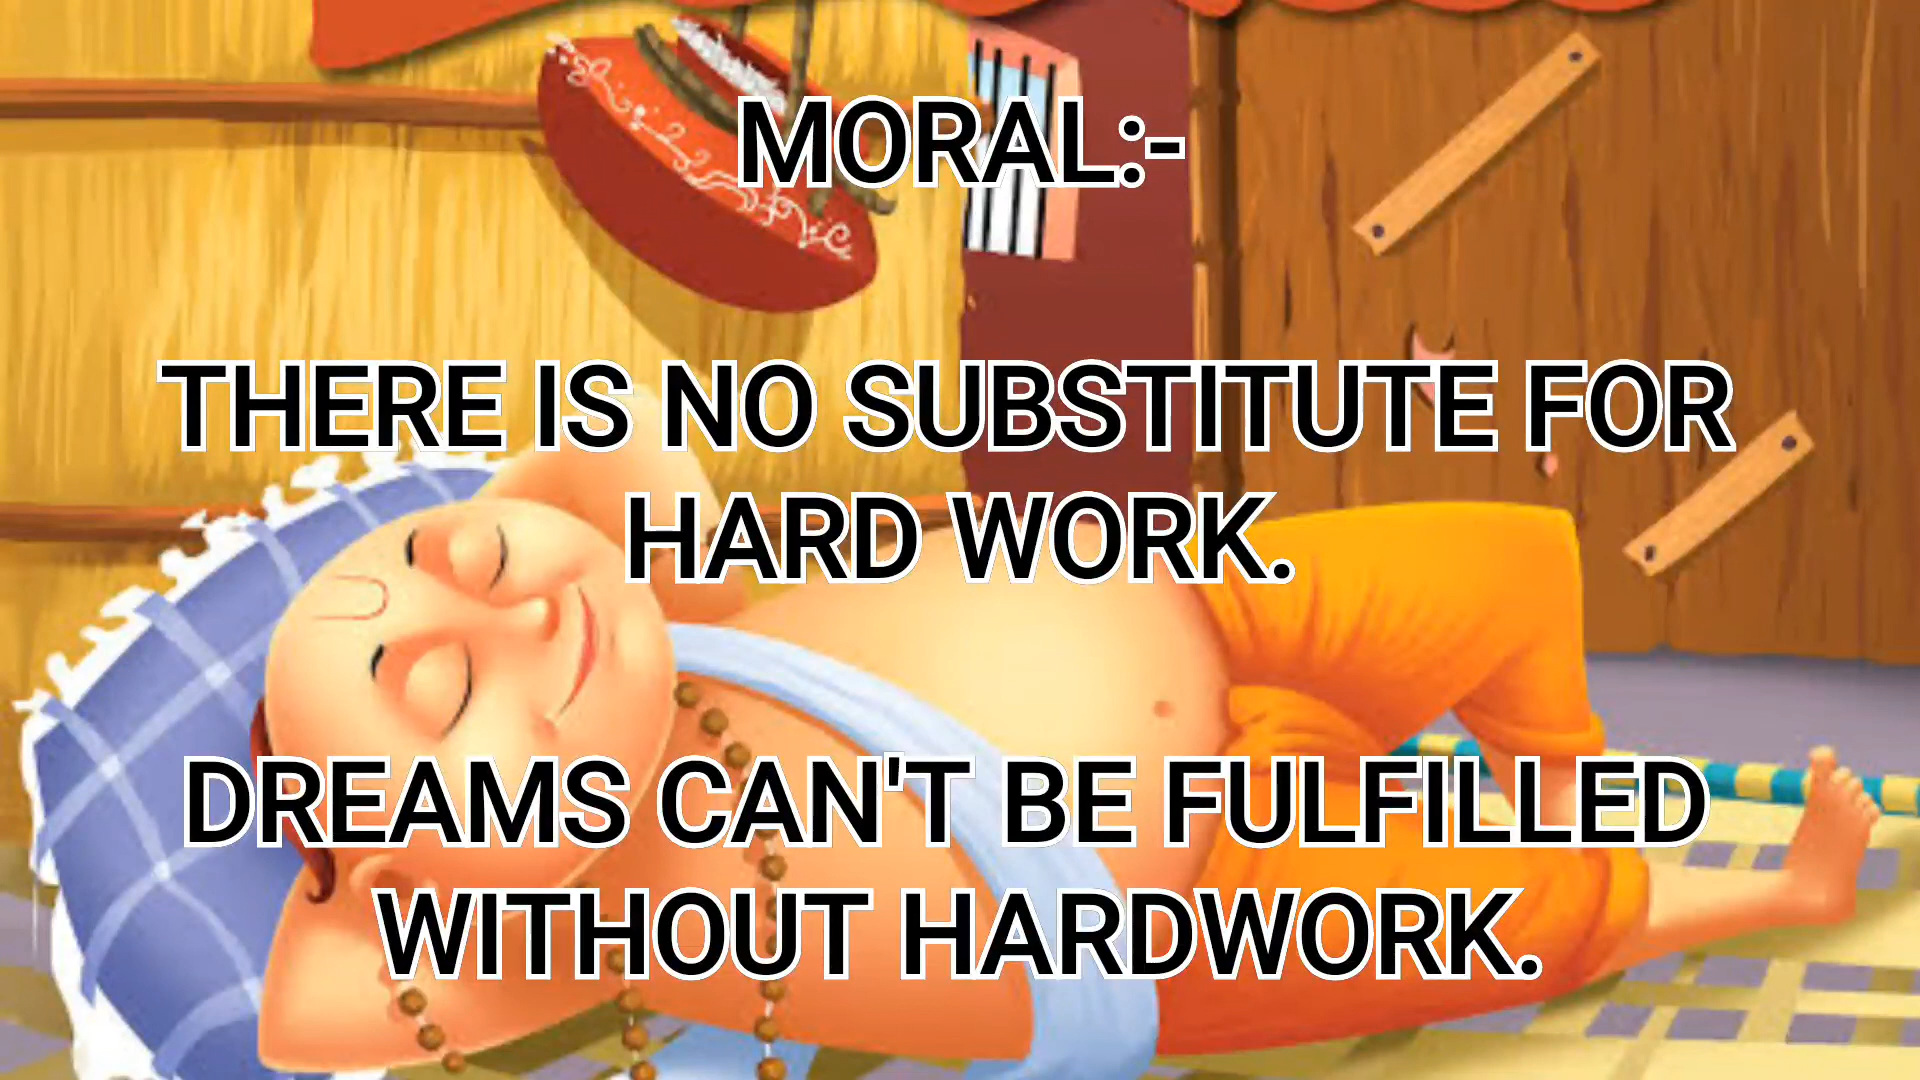 MORAL:-
THERE IS NO SUBSTITUTE FOR
HARD WORK.
DREAMS CAN'T BE FULFILLED
WITHOUT HARDWORK.